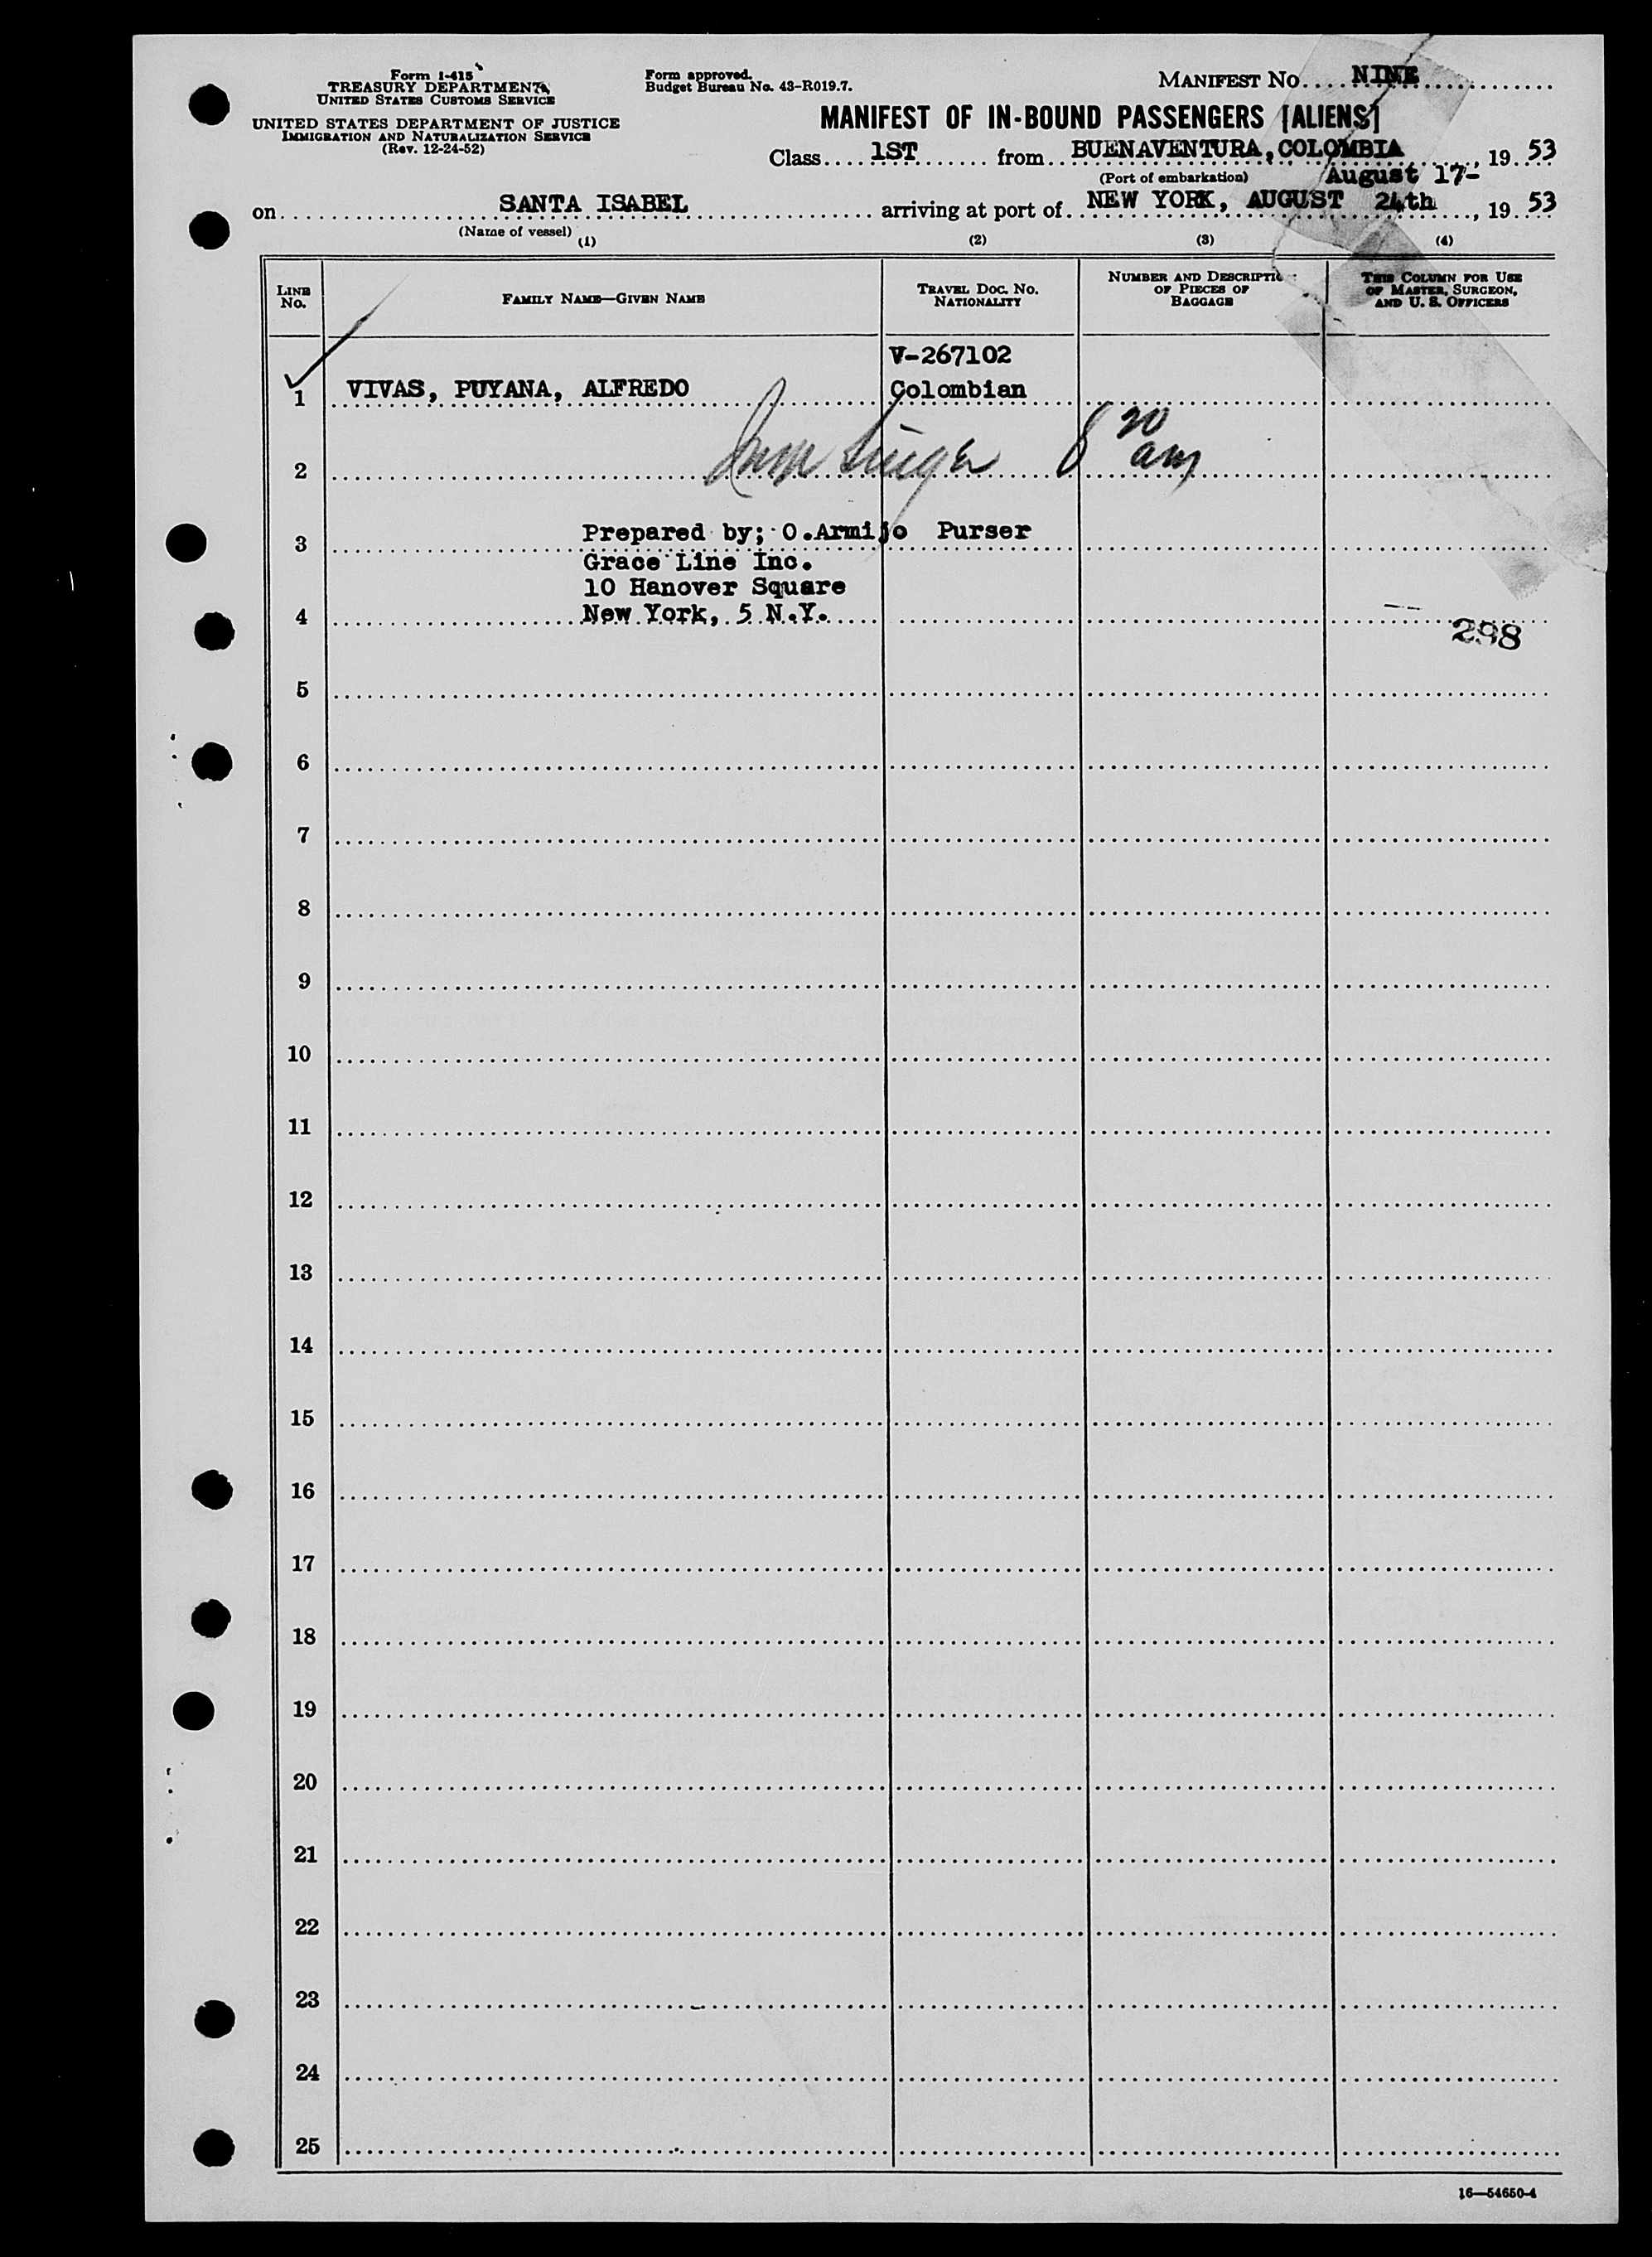 Form I-415
TREASURY DEPARTMENT
UNITED STATES CUSTOMS SERVICE
UNITED STATES DEPARTMENT OF JUSTICE
IMMIGRATION AND NATURALIZATION SERVICE
(Rev. 12-24-52)
Form approved.
Budget Bureau No. 43-R019.7.
MANIFEST No. NINE
MANIFEST OF IN-BOUND PASSENGERS (ALIENS)
Class 1ST from BUENAVENTURA, COLOMBIA, 19 53
(Port of embarkation) August 17-
on SANTA ISABEL arriving at port of NEW YORK, AUGUST 24th, 19 53
(Name of vessel)
(1) (2) (3) (4)
LINE No. FAMILY NAME—GIVEN NAME TRAVEL DOC. NO. NATIONALITY NUMBER AND DESCRIPTIO OF PIECES OF BAGGAGE THIS COLUMN FOR USE OF MASTER, SURGEON, AND U. S. OFFICERS
V-267102
1 VIVAS, PUYANA, ALFREDO Colombian
8 20 am
2
3 Prepared by; O.Armijo Purser
Grace Line Inc.
10 Hanover Square
4 New York, 5 N.Y.
298
5
6
7
8
9
10
11
12
13
14
15
16
17
18
19
20
21
22
23
24
25
16—54650-4